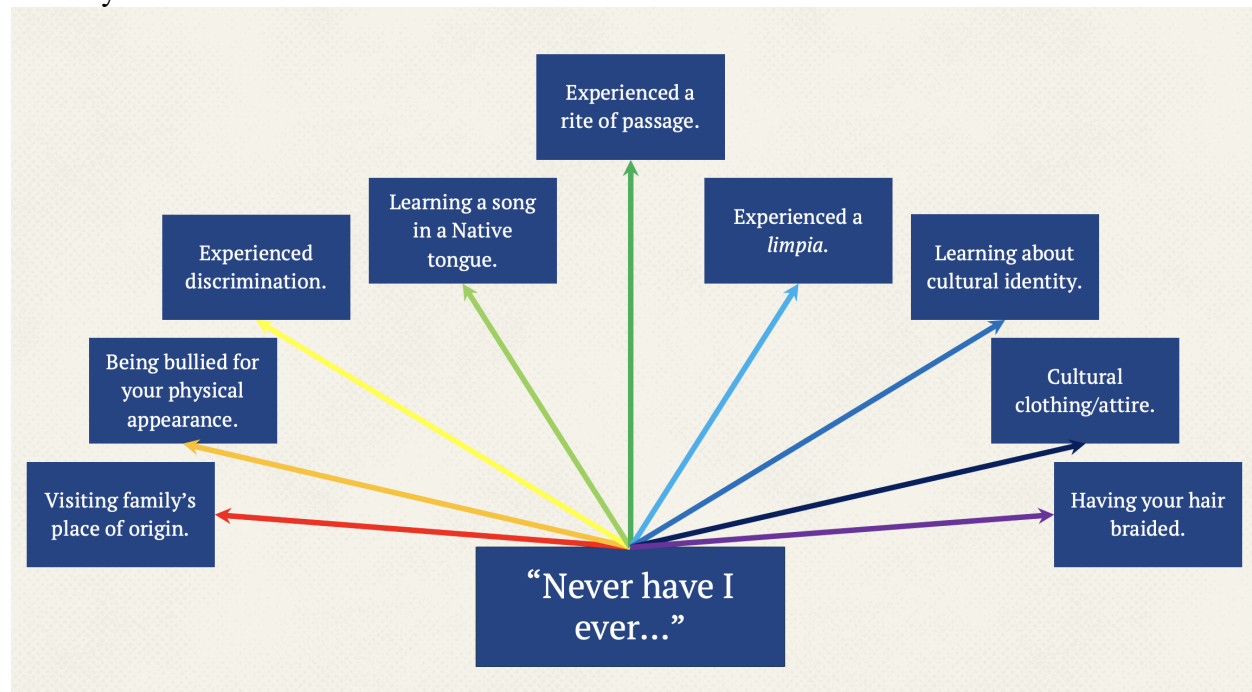 Experienced a
rite of passage.
Learning a song
in a Native
tongue.
Experienced a
limpia.
Experienced
discrimination.
Learning about
cultural identity.
Being bullied for
your physical
appearance.
Cultural
clothing/attire.
Visiting family’s
place of origin.
Having your hair
braided.
“Never have I
ever...”